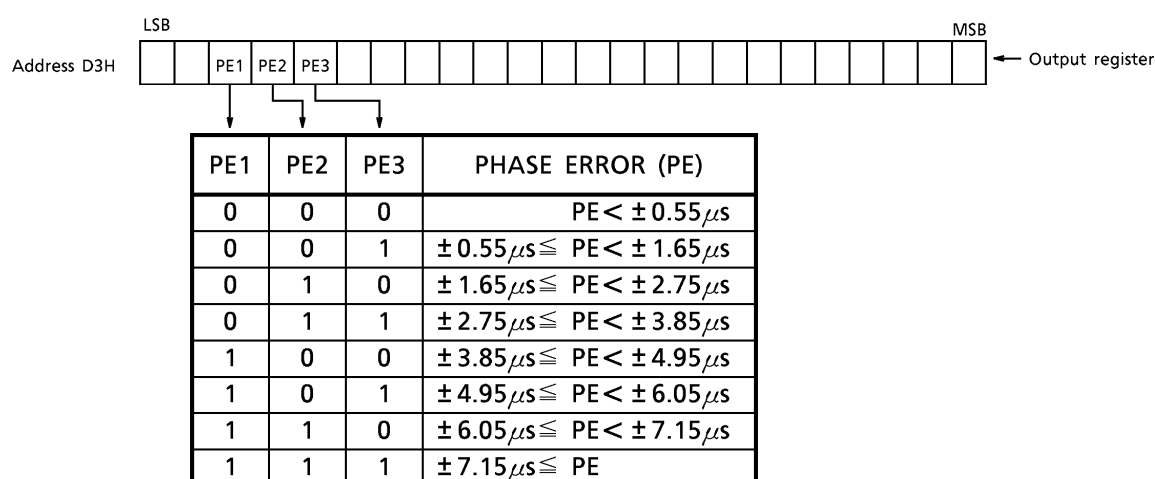 LSB MSB
Address D3H PE1 PE2 PE3 Output register
PE1 PE2 PE3 PHASE ERROR (PE)
0 0 0 PE< ±0.55μs
0 0 1 ±0.55μs≦ PE< ±1.65μs
0 1 0 ±1.65μs≦ PE< ±2.75μs
0 1 1 ±2.75μs≦ PE< ±3.85μs
1 0 0 ±3.85μs≦ PE< ±4.95μs
1 0 1 ±4.95μs≦ PE< ±6.05μs
1 1 0 ±6.05μs≦ PE< ±7.15μs
1 1 1 ±7.15μs≦ PE